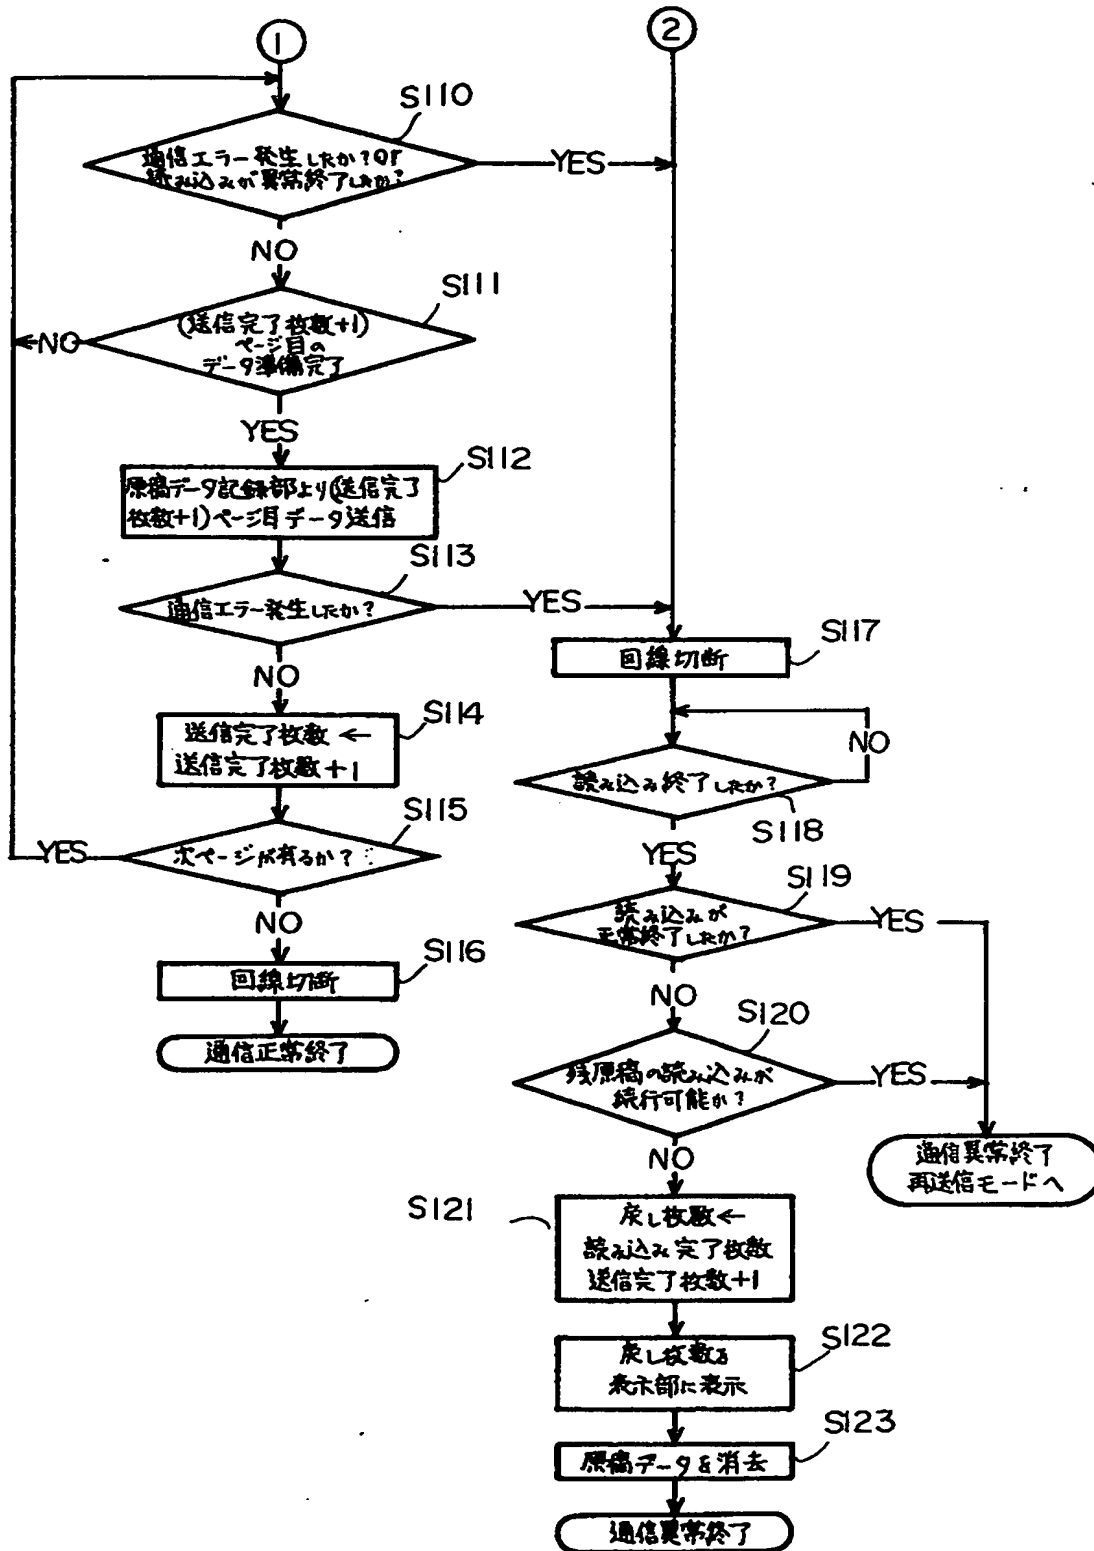 1
2
S110
通信エラー発生したか?or
読み込みが異常終了したか?
YES
NO
S111
(送信完了枚数+1)
ページ目の
データ準備完了
NO
YES
S112
原稿データ記録部より(送信完了
枚数+1)ページ目データ送信
S113
通信エラー発生したか?
YES
NO
S114
送信完了枚数 ←
送信完了枚数+1
S115
次ページが有るか?
YES
NO
S116
回線切断
通信正常終了
S117
回線切断
NO
読み込み終了したか?
S118
YES
S119
読み込みが
正常終了したか?
YES
NO
S120
残原稿の読み込みが
続行可能か?
YES
NO
通信異常終了
再送信モードへ
S121
戻し枚数←
読み込み完了枚数
送信完了枚数+1
S122
戻し枚数を
表示部に表示
S123
原稿データを消去
通信異常終了